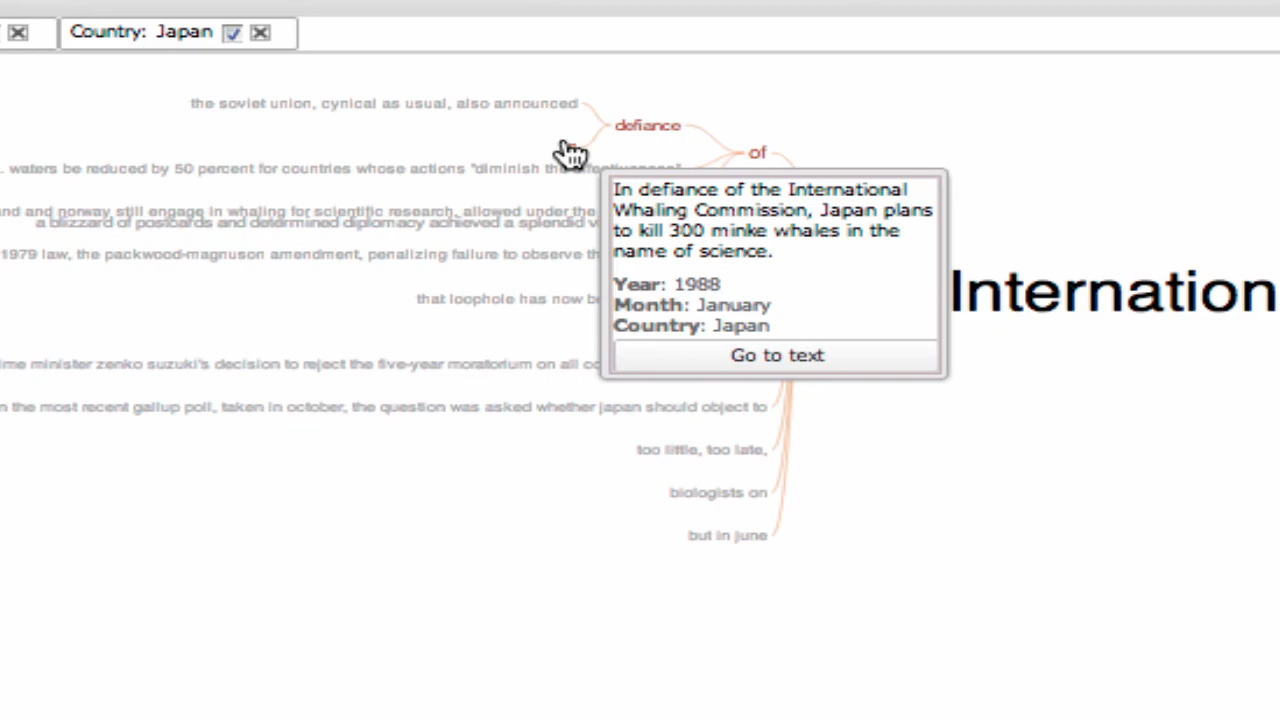 Country: Japan
the soviet union, cynical as usual, also announced
defiance
of
. waters be reduced by 50 percent for countries whose actions "diminish the effectiveness"
and norway still engage in whaling for scientific research, allowed under the
a blizzard of postcards and determined diplomacy achieved a splendid
1979 law, the packwood-magnuson amendment, penalizing failure to observe
that loophole has now
minister zenko suzuki's decision to reject the five-year moratorium on all
the most recent gallup poll, taken in october, the question was asked whether japan should object to
too little, too late,
biologists on
but in june
In defiance of the International
Whaling Commission, Japan plans
to kill 300 minke whales in the
name of science.
Year: 1988
Month: January
Country: Japan
Go to text
Internation